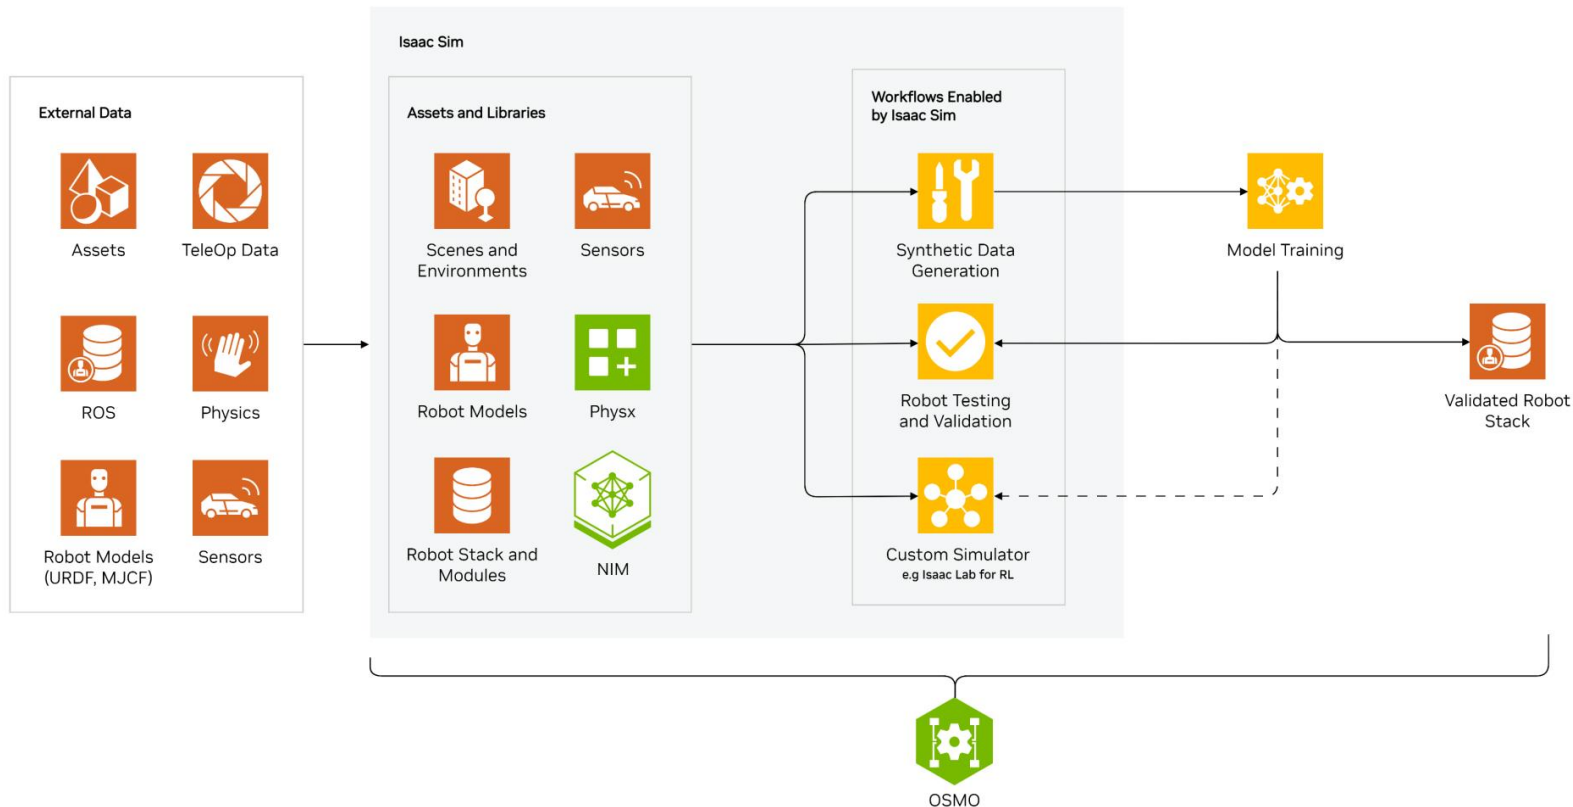 Isaac Sim
External Data
Assets
TeleOp Data
ROS
Physics
Robot Models
(URDF, MJCF)
Sensors
Assets and Libraries
Scenes and
Environments
Sensors
Robot Models
Physx
Robot Stack and
Modules
NIM
Workflows Enabled
by Isaac Sim
Synthetic Data
Generation
Robot Testing
and Validation
Custom Simulator
e.g Isaac Lab for RL
Model Training
Validated Robot
Stack
OSMO